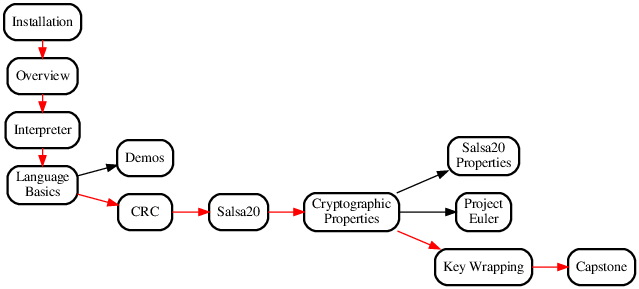 Installation
Overview
Interpreter
Language
Basics
Demos
CRC
Salsa20
Cryptographic
Properties
Salsa20
Properties
Project
Euler
Key Wrapping
Capstone